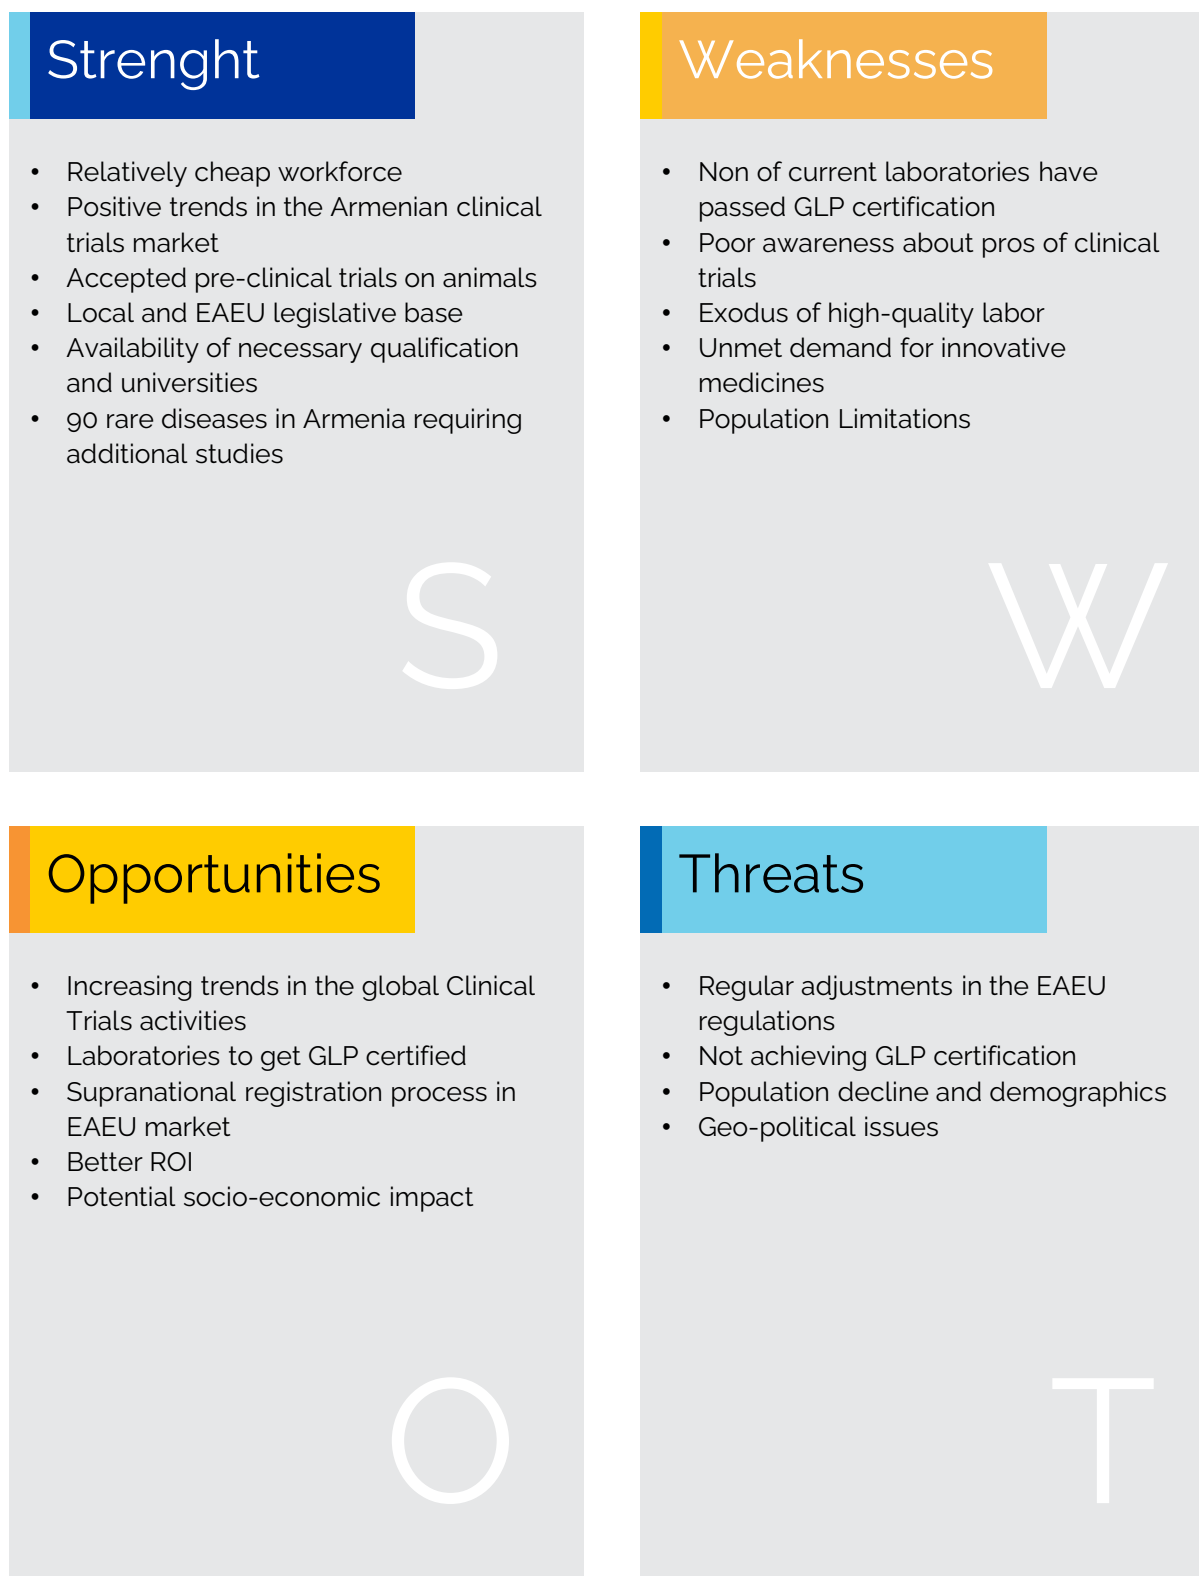 Strenght
• Relatively cheap workforce
• Positive trends in the Armenian clinical
trials market
• Accepted pre-clinical trials on animals
• Local and EAEU legislative base
• Availability of necessary qualification
and universities
• 90 rare diseases in Armenia requiring
additional studies
S
Weaknesses
• Non of current laboratories have
passed GLP certification
• Poor awareness about pros of clinical
trials
• Exodus of high-quality labor
• Unmet demand for innovative
medicines
• Population Limitations
W
Opportunities
• Increasing trends in the global Clinical
Trials activities
• Laboratories to get GLP certified
• Supranational registration process in
EAEU market
• Better ROI
• Potential socio-economic impact
O
Threats
• Regular adjustments in the EAEU
regulations
• Not achieving GLP certification
• Population decline and demographics
• Geo-political issues
T